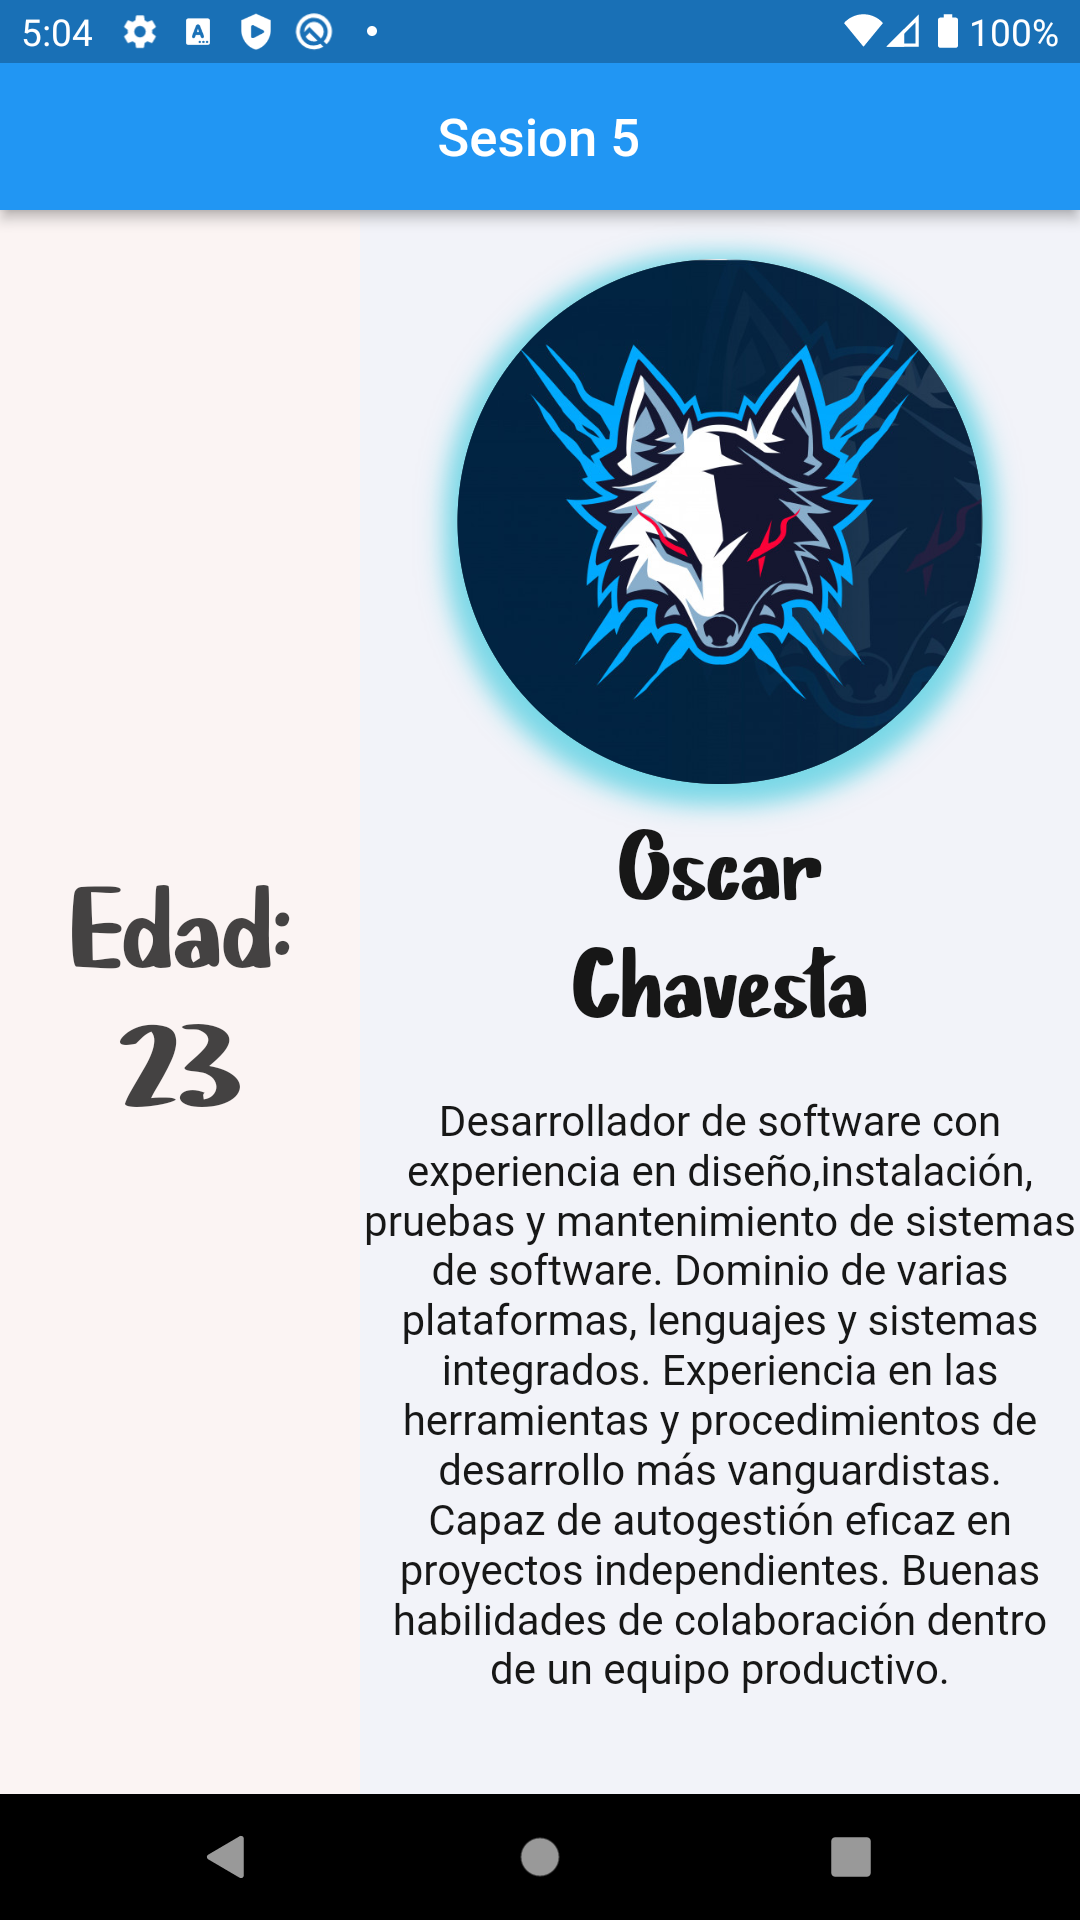 5:04
100%
Sesion 5
Edad:
23
Oscar
Chavesta
Desarrollador de software con
experiencia en diseño,instalación,
pruebas y mantenimiento de sistemas
de software. Dominio de varias
plataformas, lenguajes y sistemas
integrados. Experiencia en las
herramientas y procedimientos de
desarrollo más vanguardistas.
Capaz de autogestión eficaz en
proyectos independientes. Buenas
habilidades de colaboración dentro
de un equipo productivo.